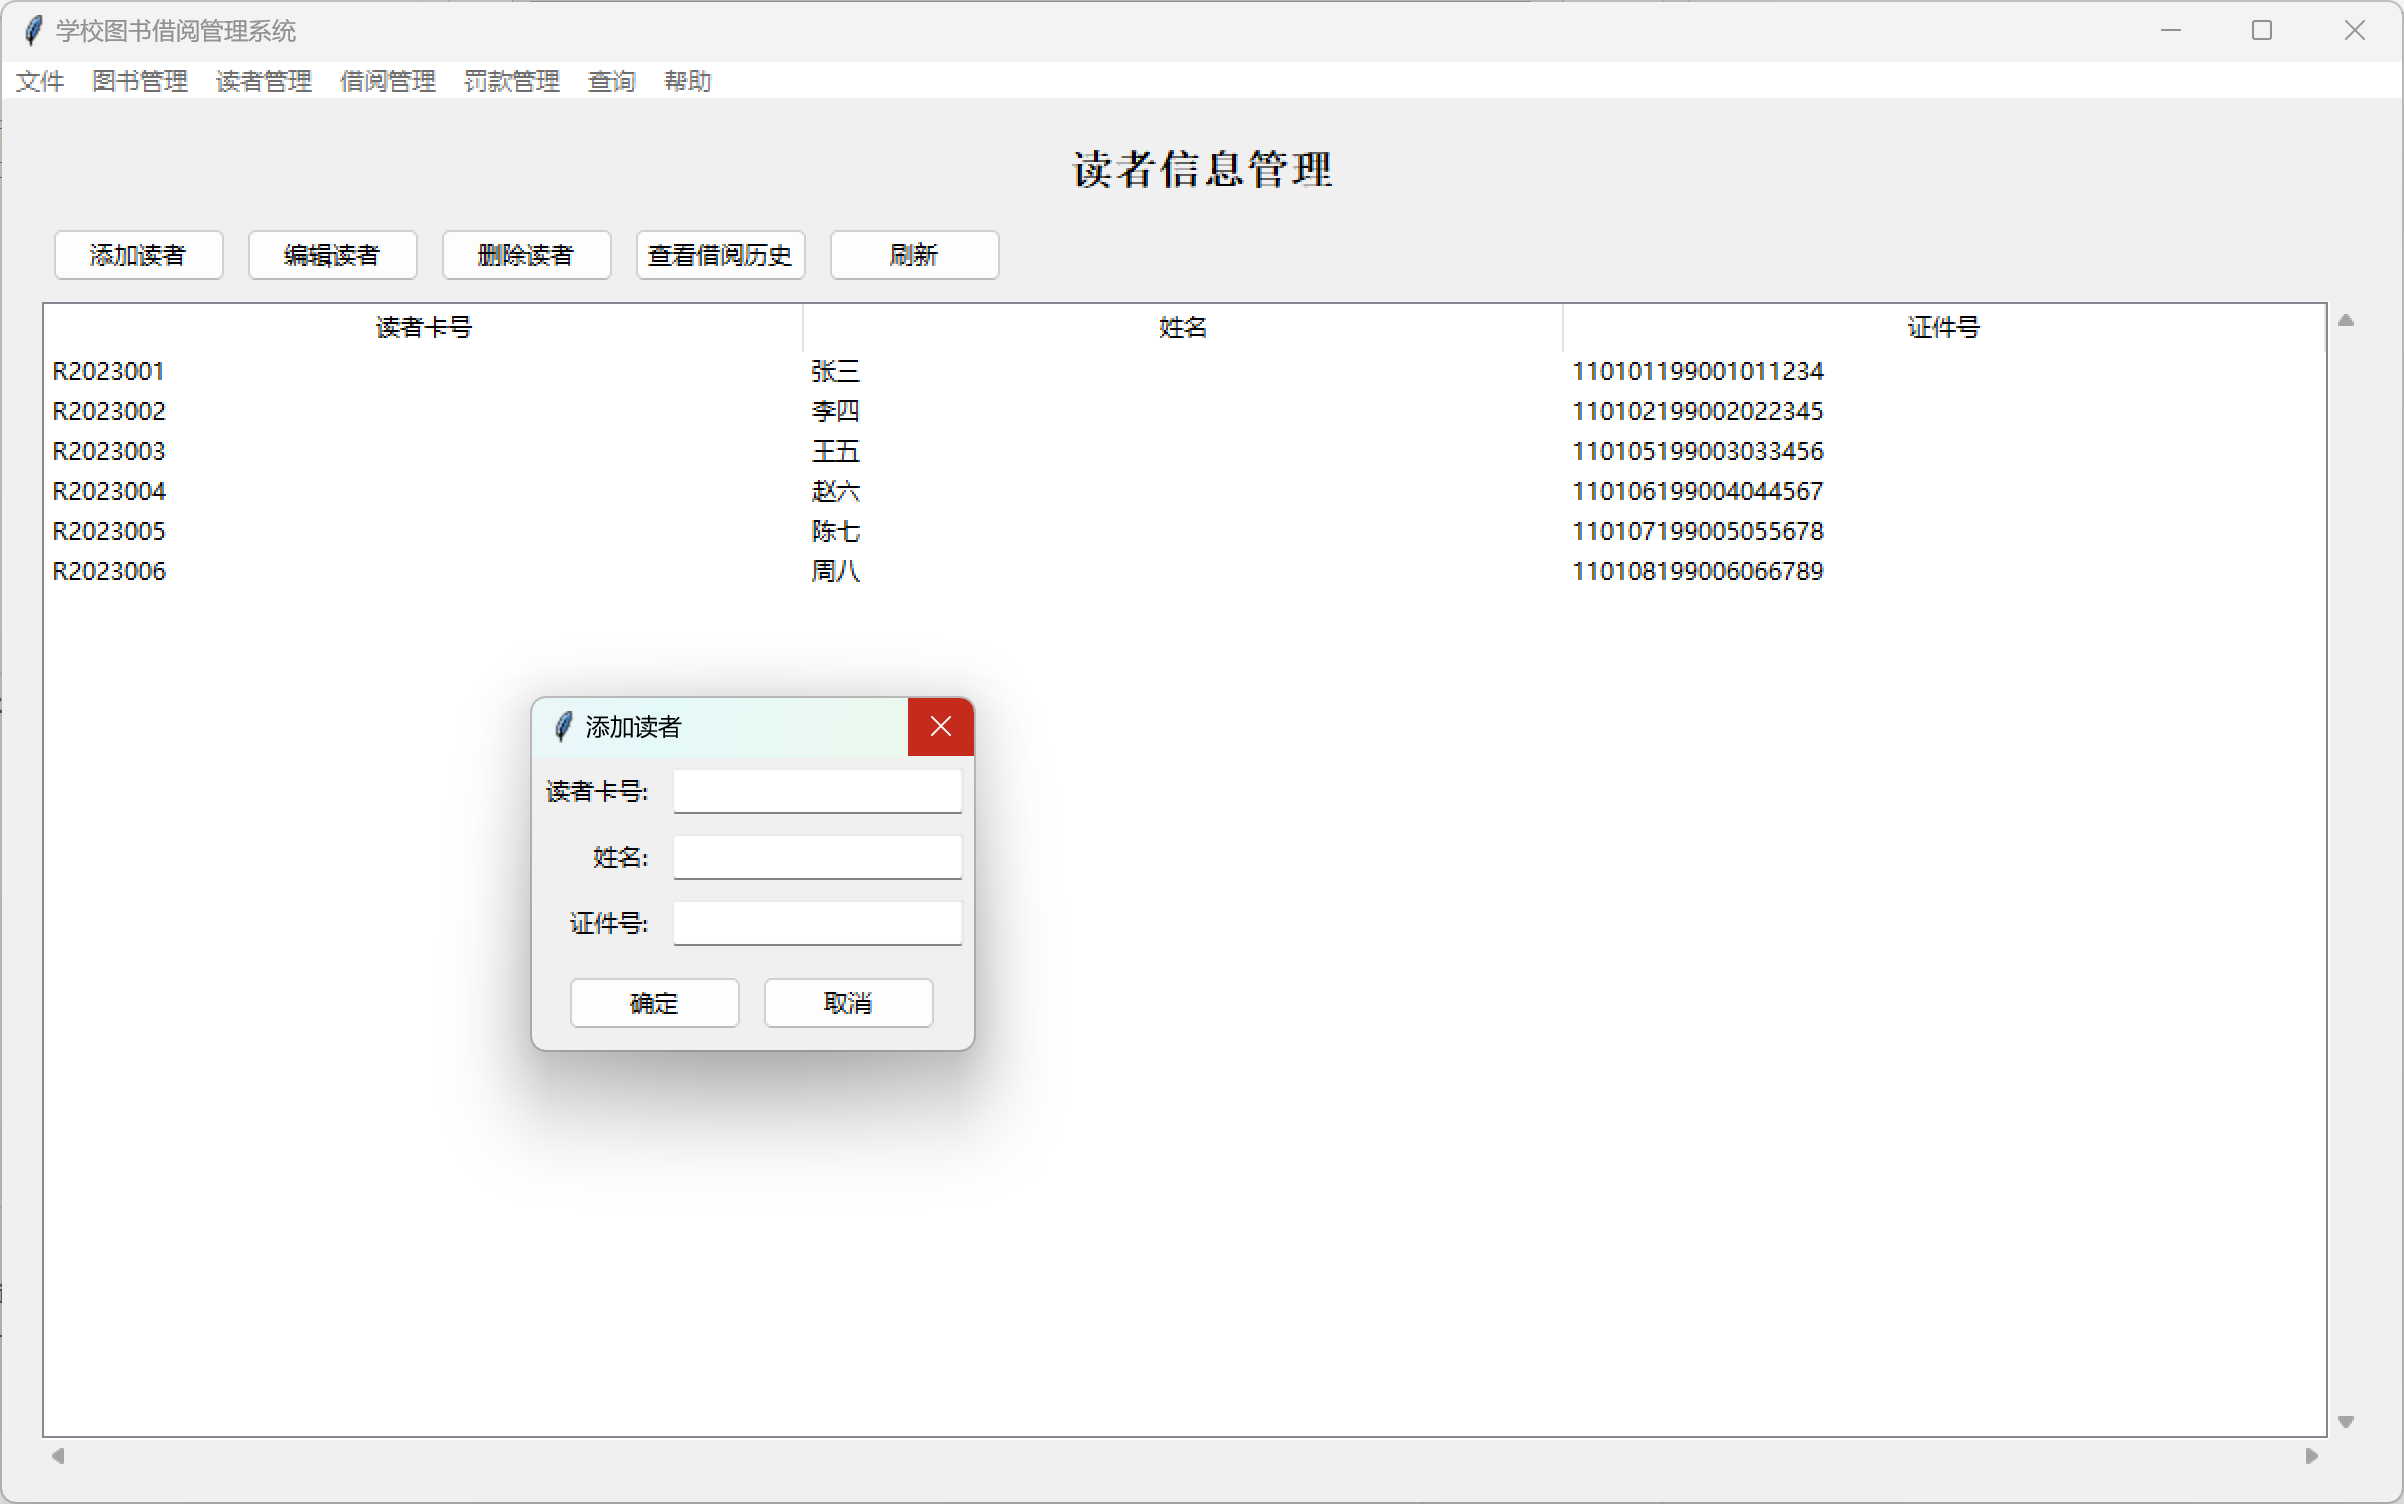 学校图书借阅管理系统
文件 图书管理 读者管理 借阅管理 罚款管理 查询 帮助
读者信息管理
添加读者 编辑读者 删除读者 查看借阅历史 刷新
读者卡号 姓名 证件号
R2023001 张三 110101199001011234
R2023002 李四 110102199002022345
R2023003 王五 110105199003033456
R2023004 赵六 110106199004044567
R2023005 陈七 110107199005055678
R2023006 周八 110108199006066789
添加读者
读者卡号:
姓名:
证件号:
确定 取消